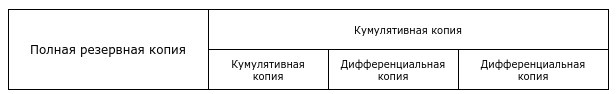 Полная резервная копия
Кумулятивная копия
Кумулятивная
копия
Дифференциальная
копия
Дифференциальная
копия